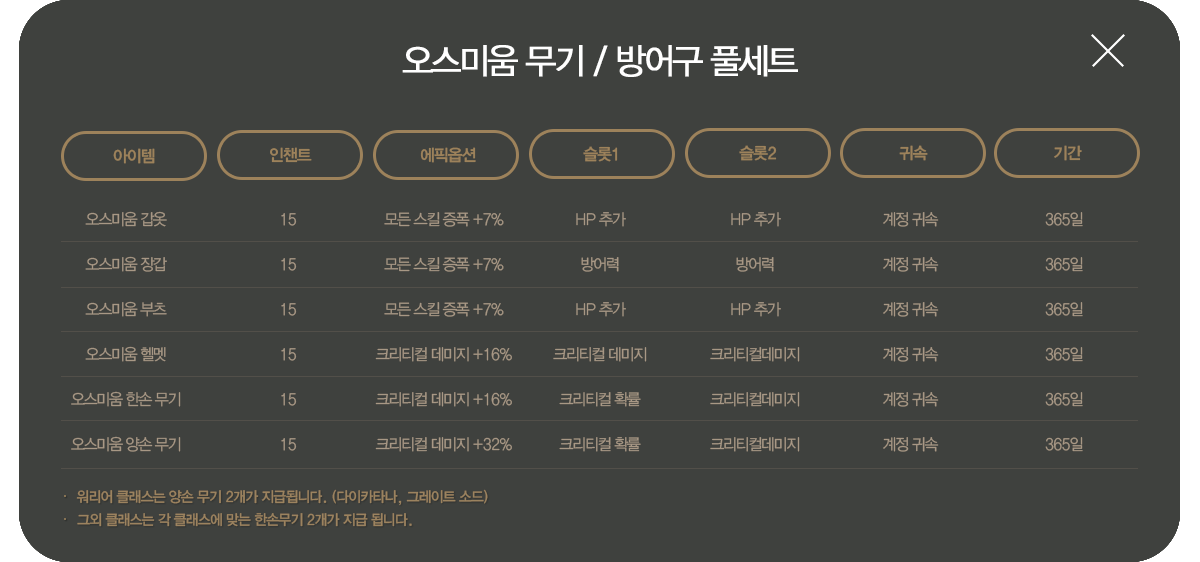 오스미움 무기 / 방어구 풀세트
아이템 인챈트 에픽옵션 슬롯1 슬롯2 귀속 기간
오스미움 갑옷 15 모든 스킬 증폭 +7% HP 추가 HP 추가 계정 귀속 365일
오스미움 장갑 15 모든 스킬 증폭 +7% 방어력 방어력 계정 귀속 365일
오스미움 부츠 15 모든 스킬 증폭 +7% HP 추가 HP 추가 계정 귀속 365일
오스미움 헬멧 15 크리티컬 데미지 +16% 크리티컬 데미지 크리티컬데미지 계정 귀속 365일
오스미움 한손 무기 15 크리티컬 데미지 +16% 크리티컬 확률 크리티컬데미지 계정 귀속 365일
오스미움 양손 무기 15 크리티컬 데미지 +32% 크리티컬 확률 크리티컬데미지 계정 귀속 365일
· 워리어 클래스는 양손 무기 2개가 지급됩니다. (다이카타나, 그레이트 소드)
· 그외 클래스는 각 클래스에 맞는 한손무기 2개가 지급 됩니다.